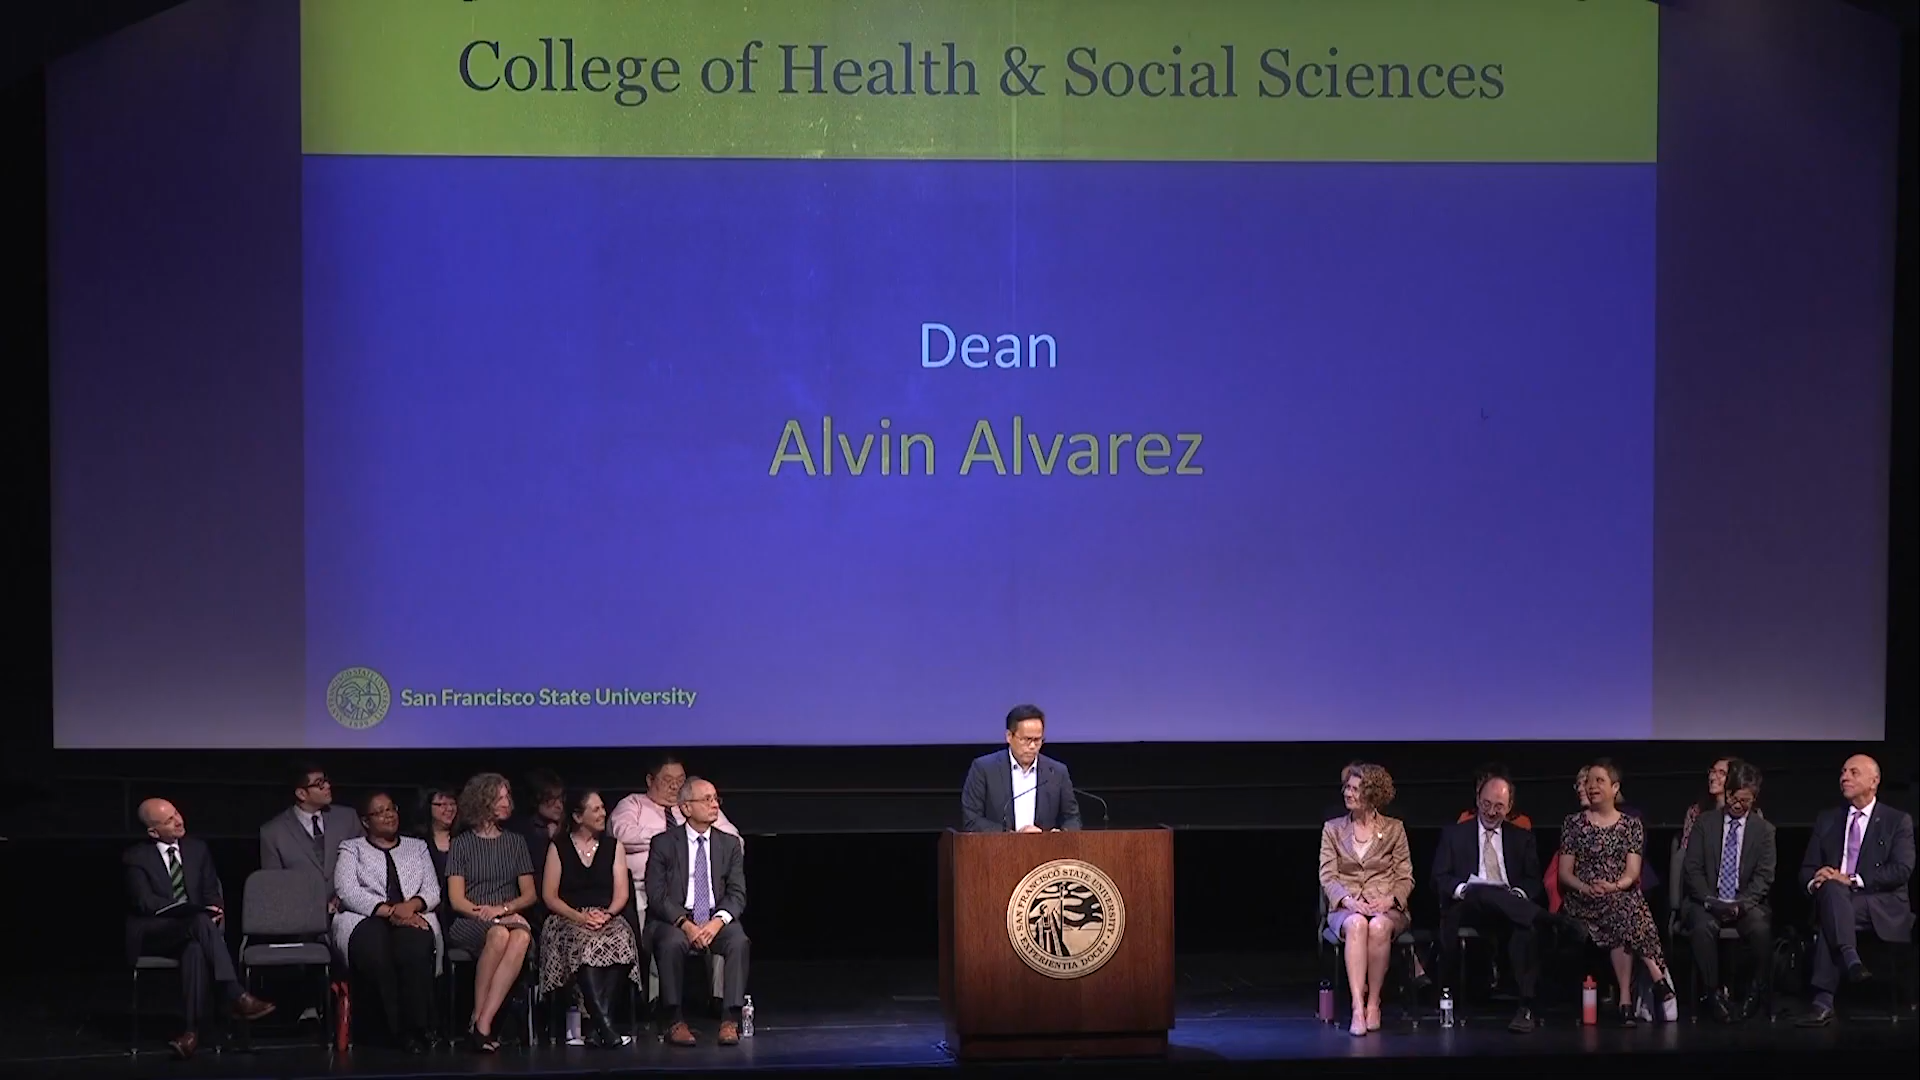 College of Health & Social Sciences
Dean
Alvin Alvarez
San Francisco State University
SAN FRANCISCO STATE UNIVERSITY
EXPERIENTIA DOCET